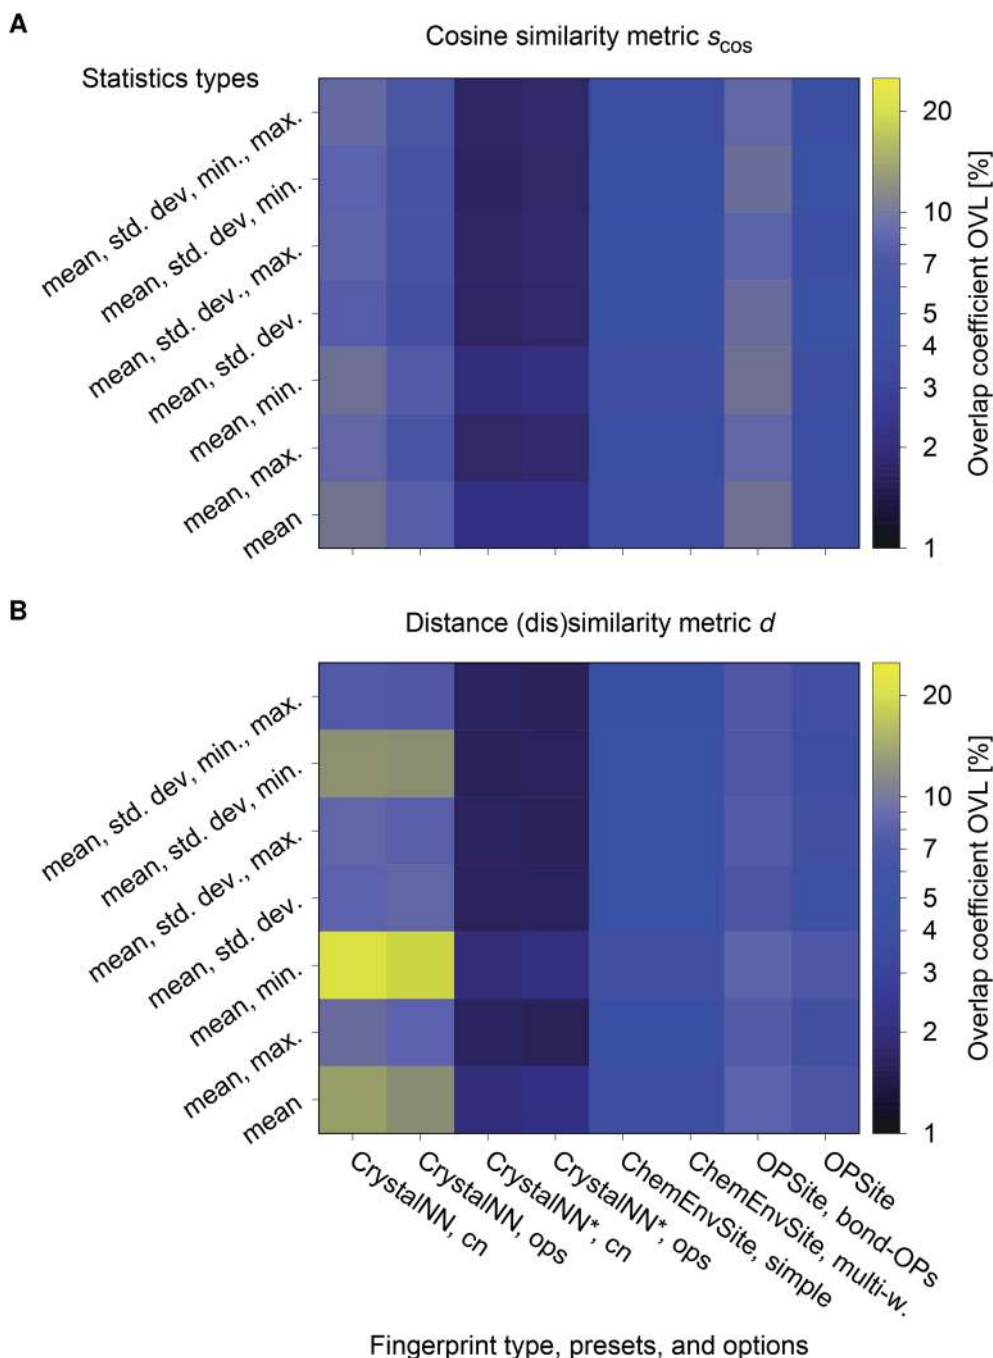 A
Cosine similarity metric s_cos
Statistics types
mean, std. dev, min., max.
mean, std. dev, min.
mean, std. dev., max.
mean, std. dev.
mean, min.
mean, max.
mean
20
10
7
5
4
3
2
1
Overlap coefficient OVL [%]
B
Distance (dis)similarity metric d
mean, std. dev, min., max.
mean, std. dev, min.
mean, std. dev., max.
mean, std. dev.
mean, min.
mean, max.
mean
20
10
7
5
4
3
2
1
Overlap coefficient OVL [%]
CrystalNN, cn
CrystalNN, ops
CrystalNN*, cn
CrystalNN*, ops
ChemEnvSite, simple
ChemEnvSite, multi-w.
OPSite, bond-OPs
OPSite
Fingerprint type, presets, and options